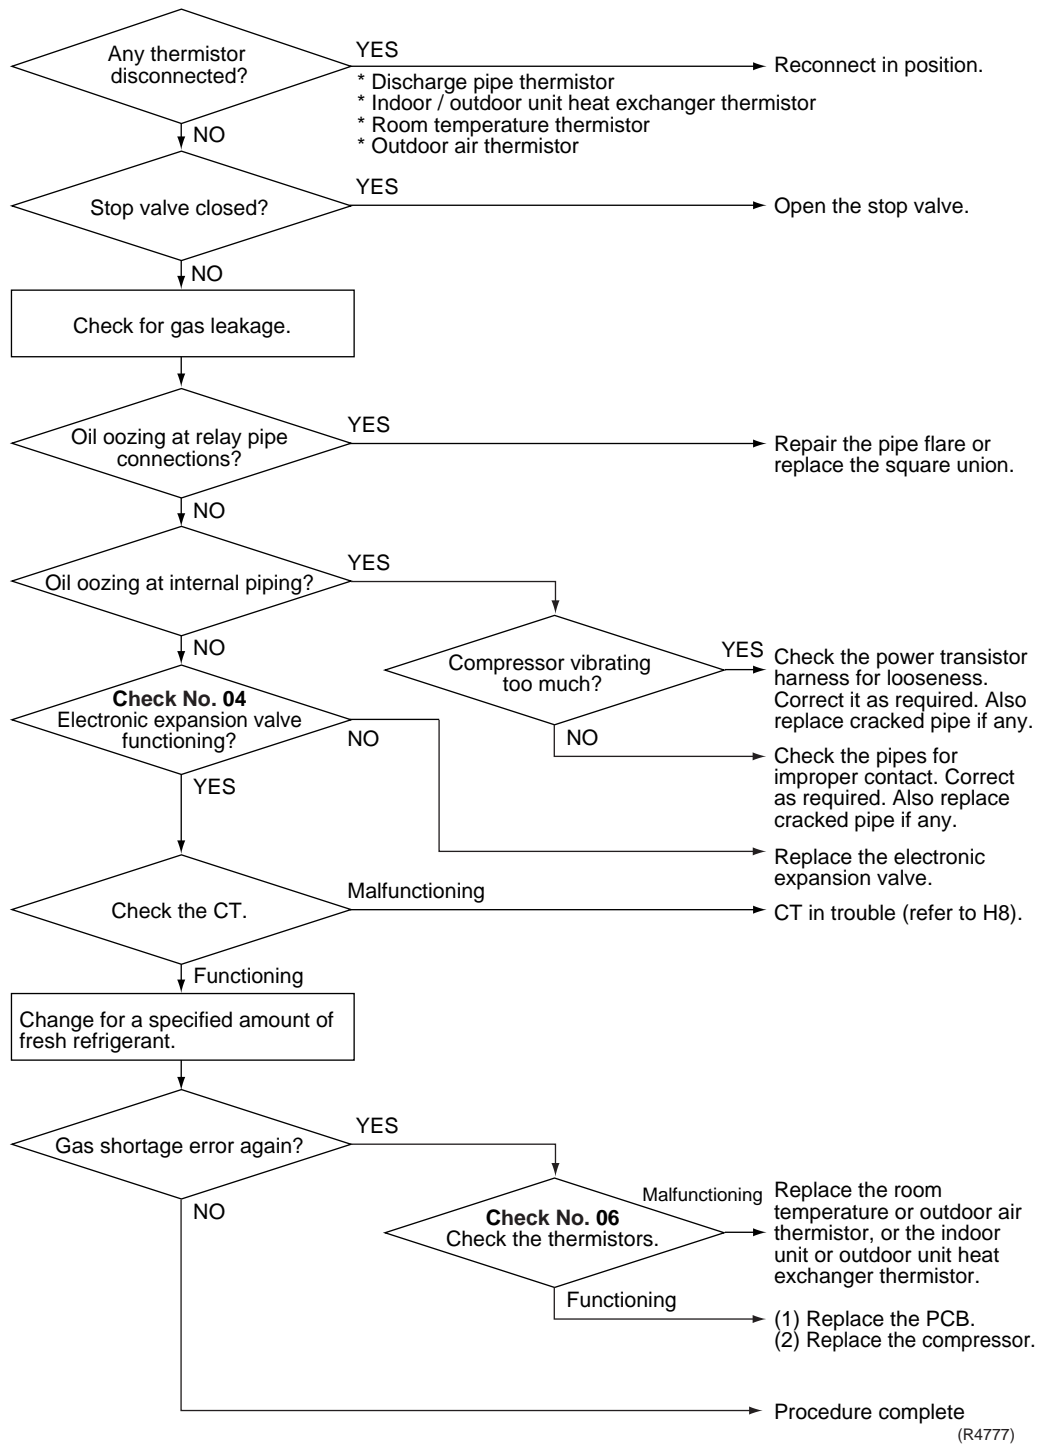 Any thermistor
disconnected?
YES
* Discharge pipe thermistor
* Indoor / outdoor unit heat exchanger thermistor
* Room temperature thermistor
* Outdoor air thermistor
Reconnect in position.
NO
Stop valve closed?
YES
Open the stop valve.
NO
Check for gas leakage.
Oil oozing at relay pipe
connections?
YES
Repair the pipe flare or
replace the square union.
NO
Oil oozing at internal piping?
YES
NO
Compressor vibrating
too much?
YES
Check the power transistor
harness for looseness.
Correct it as required. Also
replace cracked pipe if any.
NO
Check the pipes for
improper contact. Correct
as required. Also replace
cracked pipe if any.
Check No. 04
Electronic expansion valve
functioning?
NO
Replace the electronic
expansion valve.
YES
Check the CT.
Malfunctioning
CT in trouble (refer to H8).
Functioning
Change for a specified amount of
fresh refrigerant.
Gas shortage error again?
YES
NO
Check No. 06
Check the thermistors.
Malfunctioning
Replace the room
temperature or outdoor air
thermistor, or the indoor
unit or outdoor unit heat
exchanger thermistor.
Functioning
(1) Replace the PCB.
(2) Replace the compressor.
Procedure complete
(R4777)